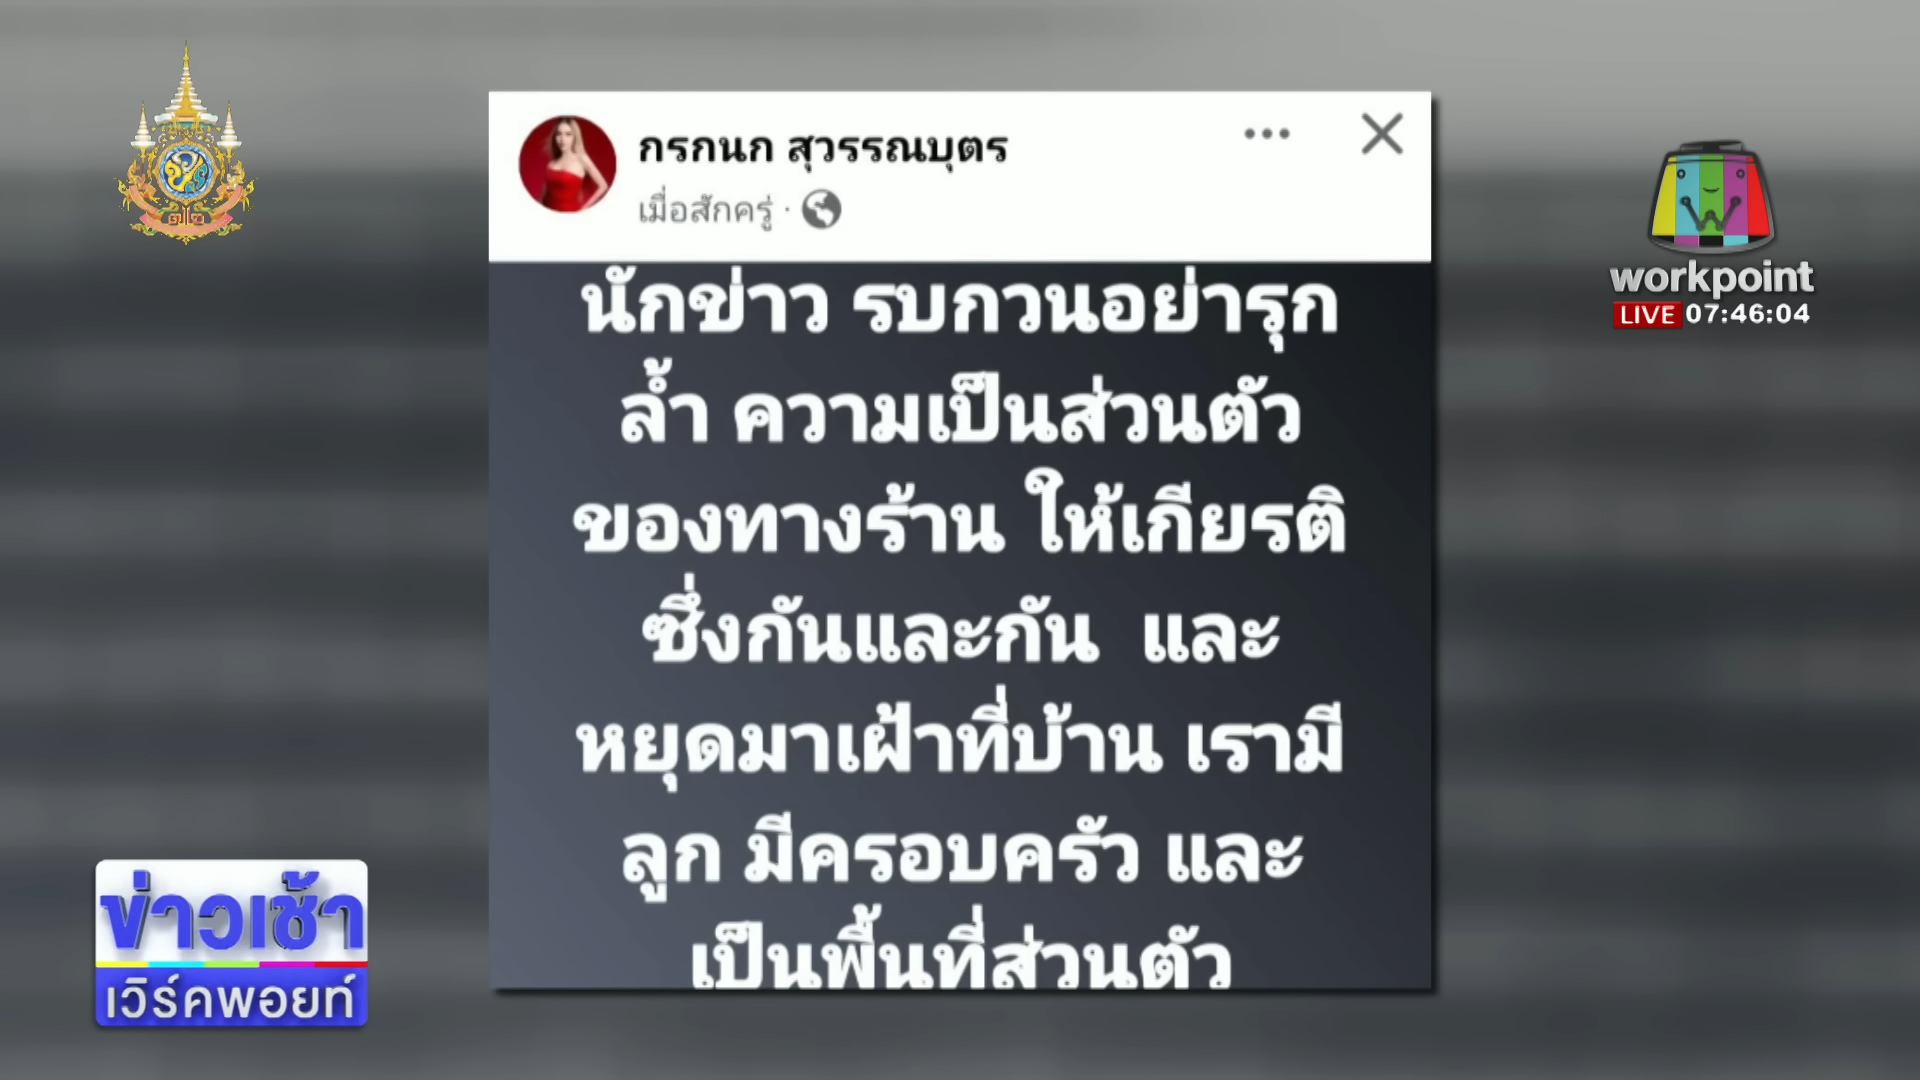 กรกนก สุวรรณบุตร
เมื่อสักครู่ ·
นักข่าว รบกวนอย่ารุก
ล้ำ ความเป็นส่วนตัว
ของทางร้าน ให้เกียรติ
ซึ่งกันและกัน และ
หยุดมาเฝ้าที่บ้าน เรามี
ลูก มีครอบครัว และ
เป็นพื้นที่ส่วนตัว
workpoint
LIVE 07:46:04
ข่าวเช้า
เวิร์คพอยท์
๗๒